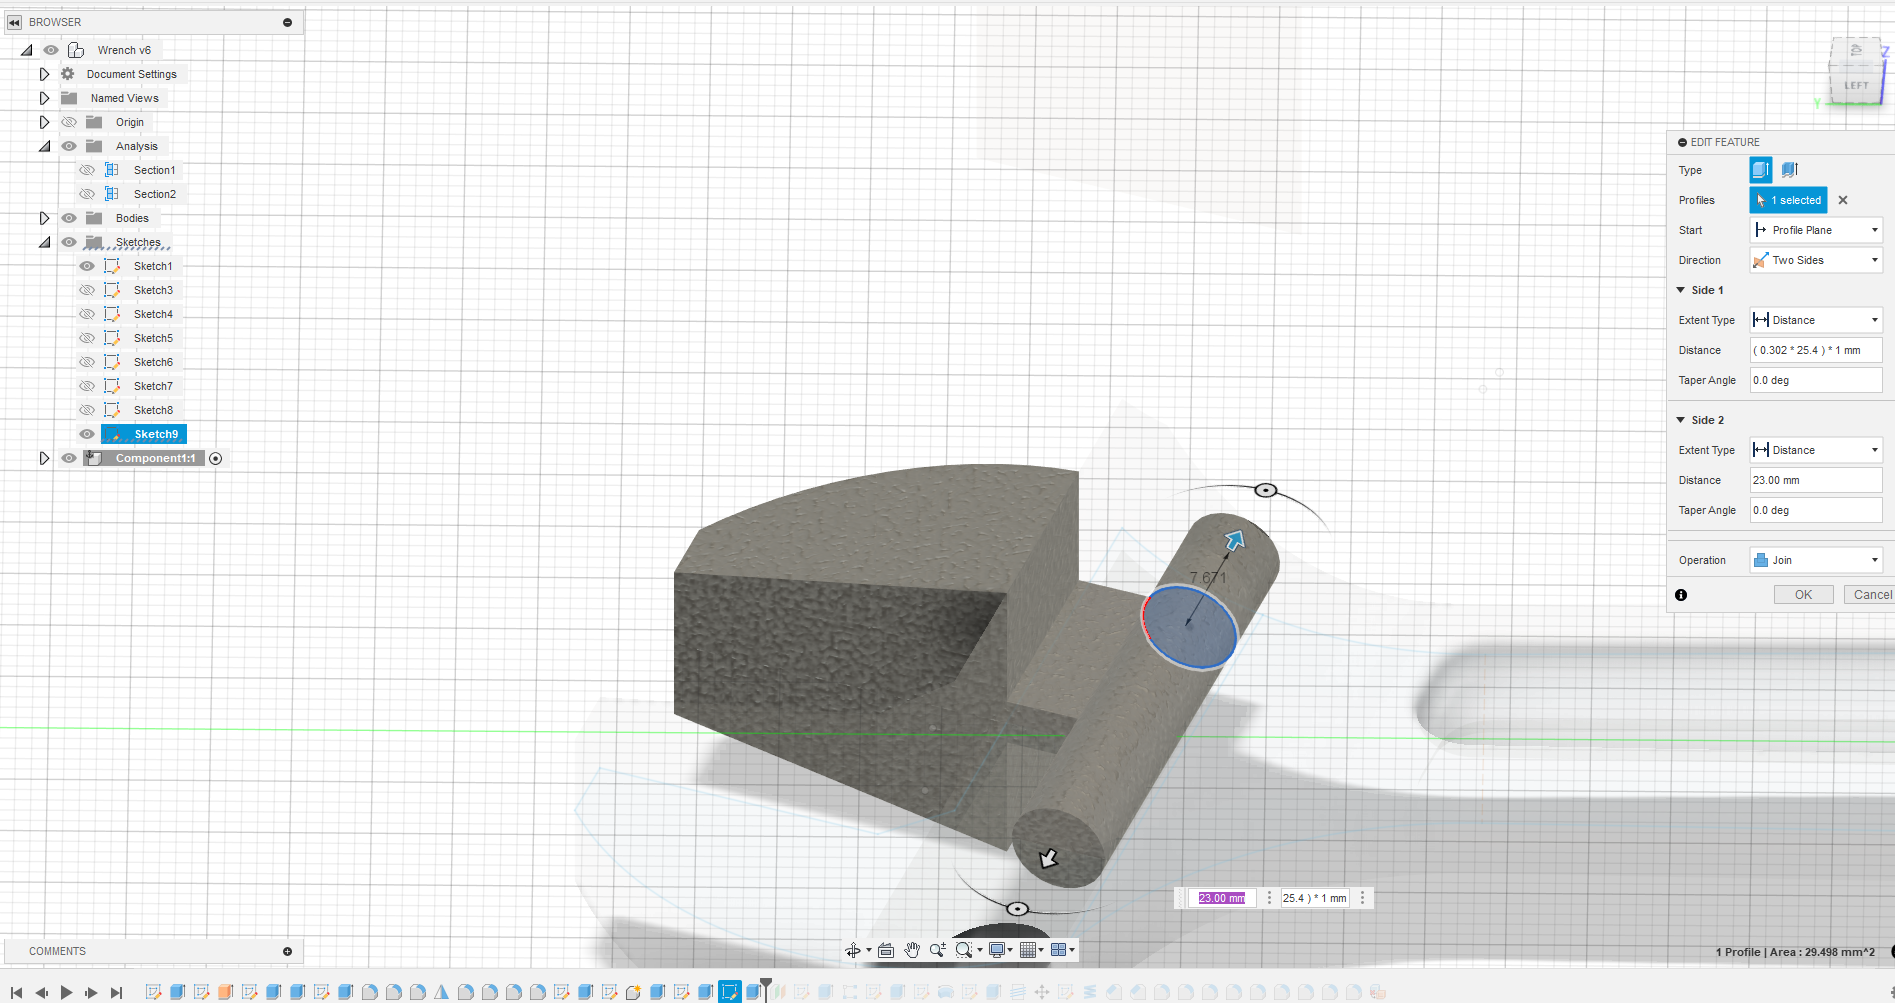 BROWSER
Wrench v6
Document Settings
Named Views
Origin
Analysis
Section1
Section2
Bodies
Sketches
Sketch1
Sketch3
Sketch4
Sketch5
Sketch6
Sketch7
Sketch8
Sketch9
Component1:1
COMMENTS
TOP
LEFT
Z
Y
EDIT FEATURE
Type
Profiles 1 selected
Start Profile Plane
Direction Two Sides
Side 1
Extent Type Distance
Distance ( 0.302 * 25.4 ) * 1 mm
Taper Angle 0.0 deg
Side 2
Extent Type Distance
Distance 23.00 mm
Taper Angle 0.0 deg
Operation Join
OK Cancel
7.671
23.00 mm 25.4 ) * 1 mm
1 Profile | Area : 29.498 mm^2